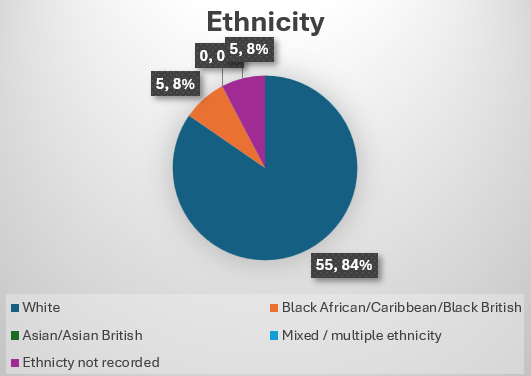 Ethnicity
5, 8%
0, 0
5, 8%
55, 84%
White
Black African/Caribbean/Black British
Asian/Asian British
Mixed / multiple ethnicity
Ethnicty not recorded